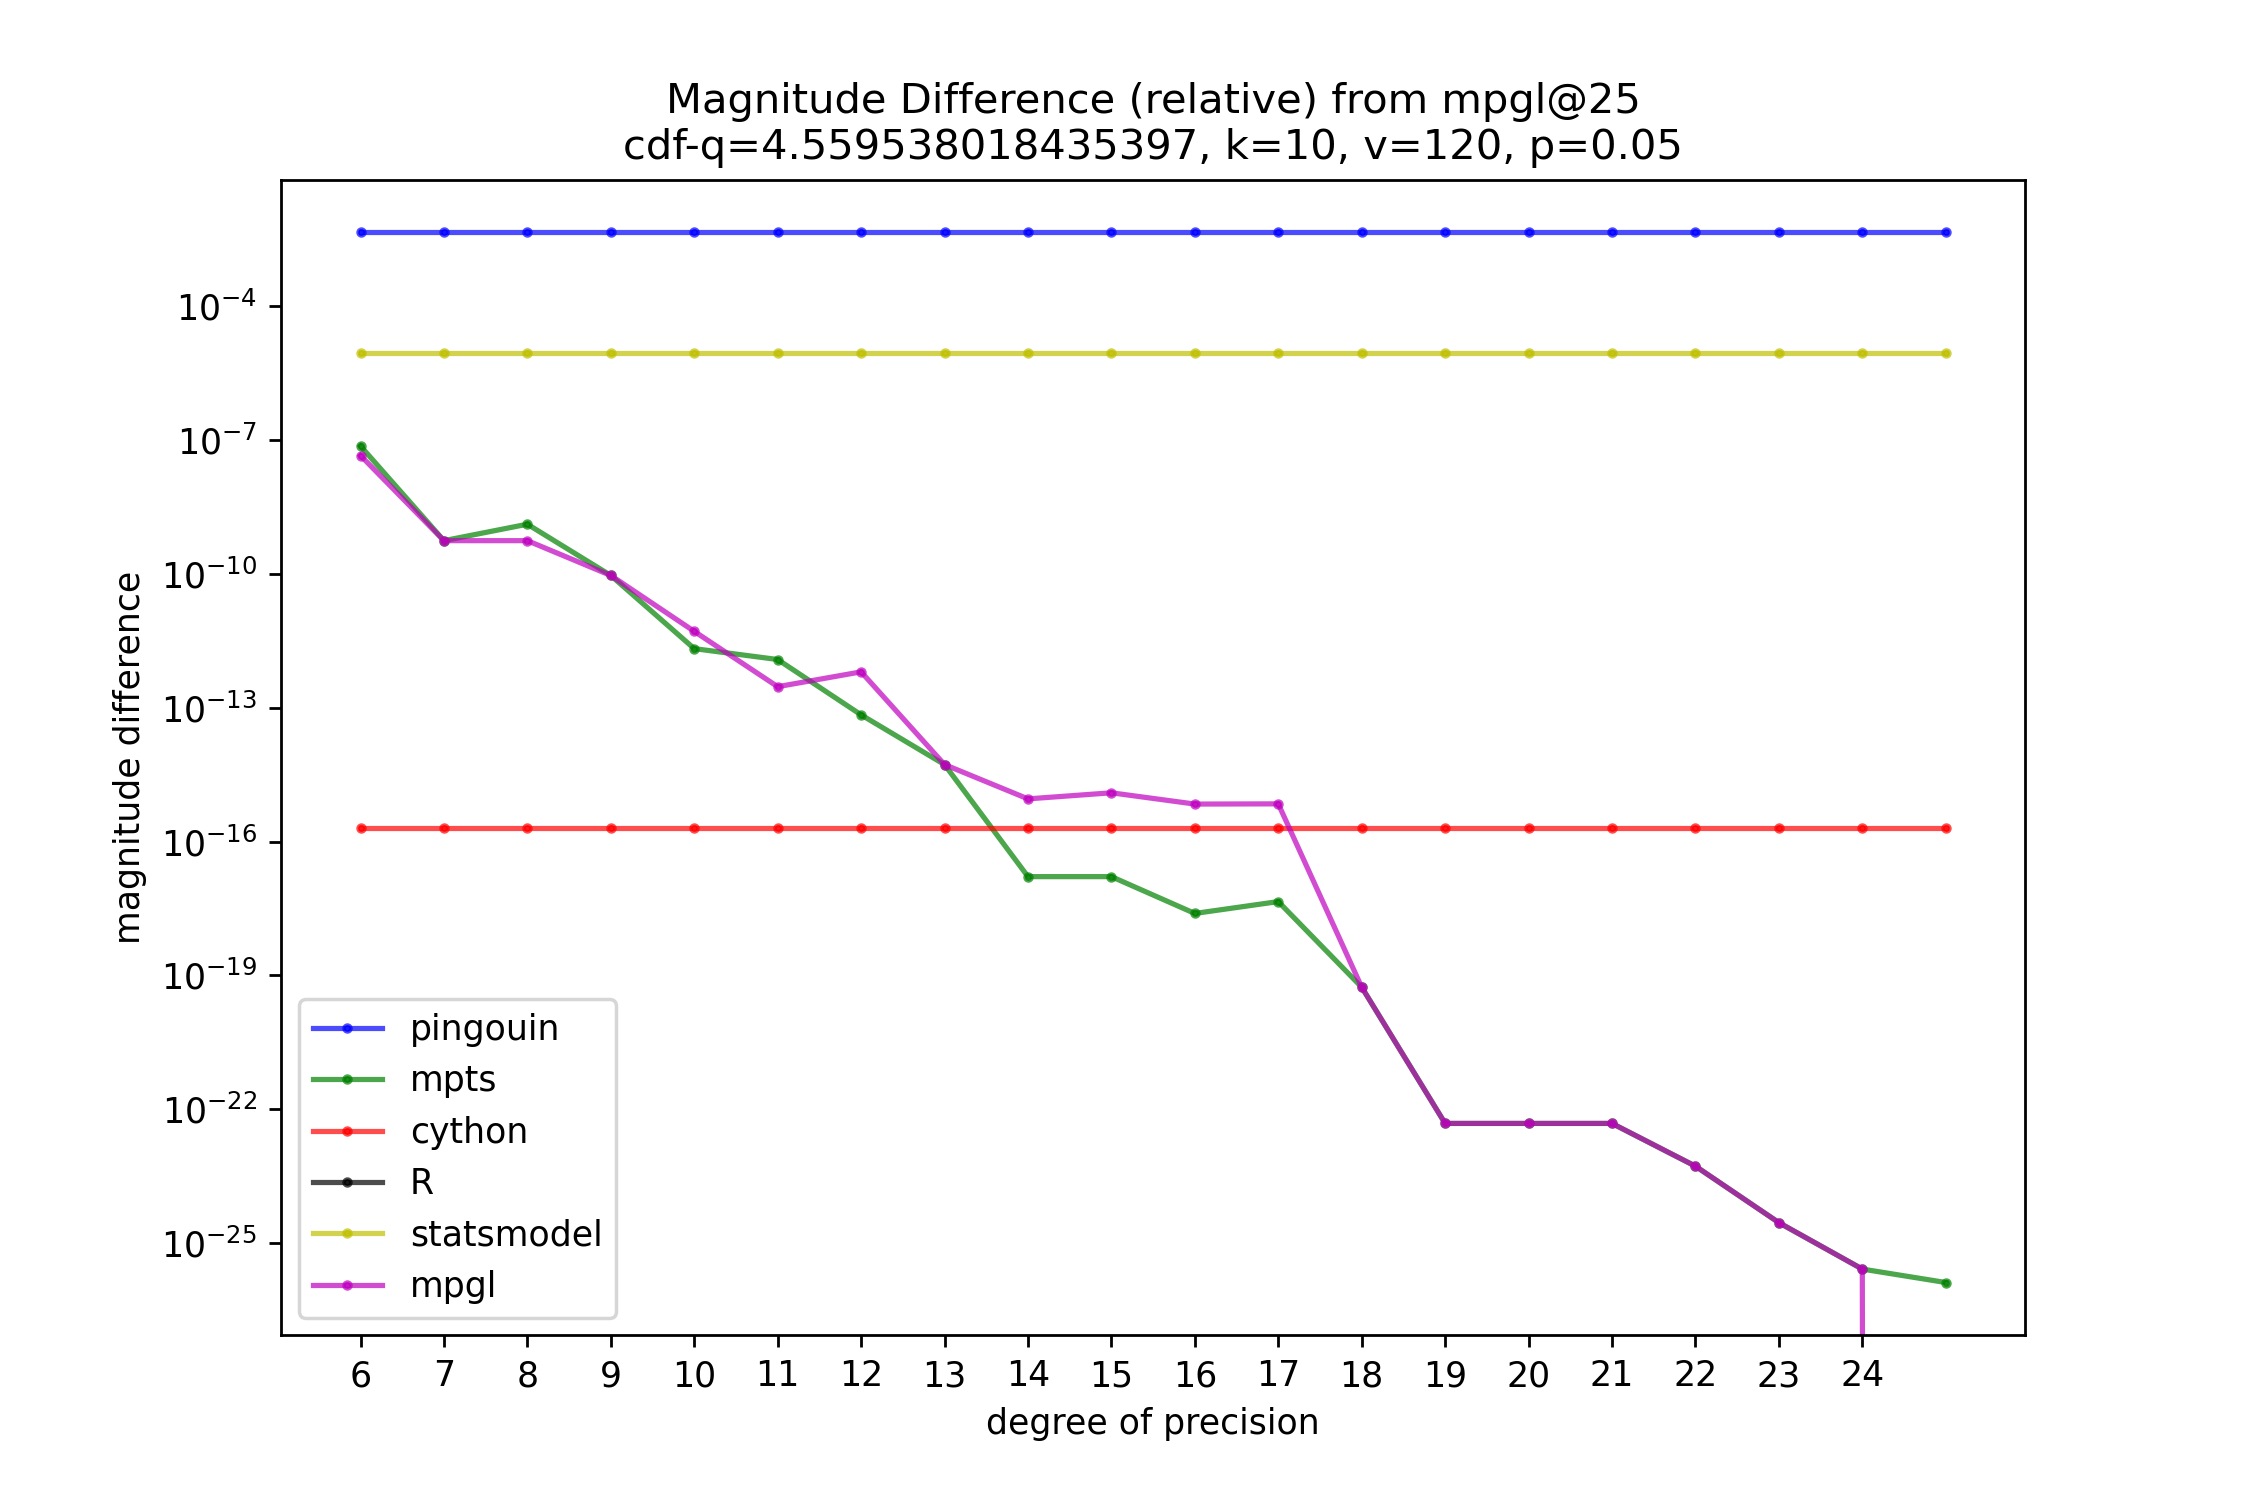 Magnitude Difference (relative) from mpgl@25
cdf-q=4.559538018435397, k=10, v=120, p=0.05
magnitude difference
10⁻⁴
10⁻⁷
10⁻¹⁰
10⁻¹³
10⁻¹⁶
10⁻¹⁹
10⁻²²
10⁻²⁵
pingouin
mpts
cython
R
statsmodel
mpgl
6 7 8 9 10 11 12 13 14 15 16 17 18 19 20 21 22 23 24
degree of precision